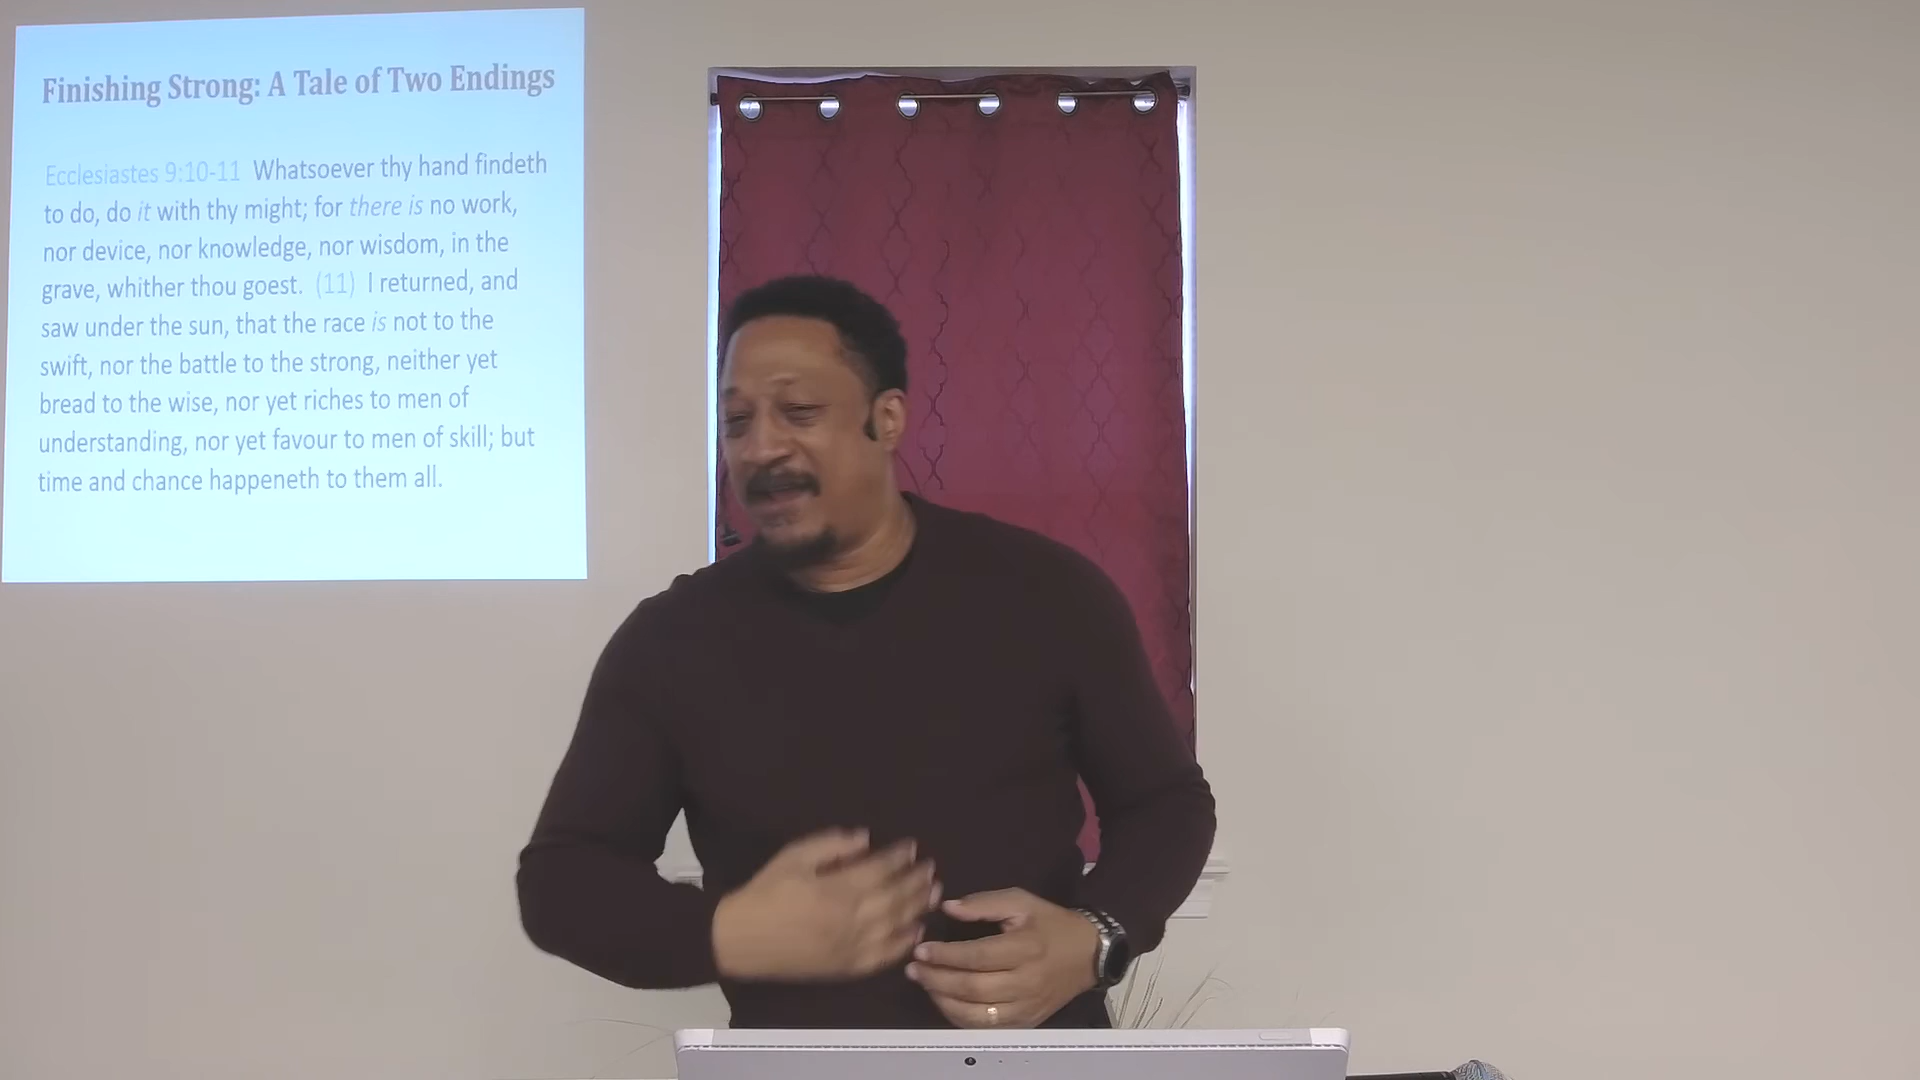 Finishing Strong: A Tale of Two Endings
Ecclesiastes 9:10-11 Whatsoever thy hand findeth
to do, do it with thy might; for there is no work,
nor device, nor knowledge, nor wisdom, in the
grave, whither thou goest. (11) I returned, and
saw under the sun, that the race is not to the
swift, nor the battle to the strong, neither yet
bread to the wise, nor yet riches to men of
understanding, nor yet favour to men of skill; but
time and chance happeneth to them all.